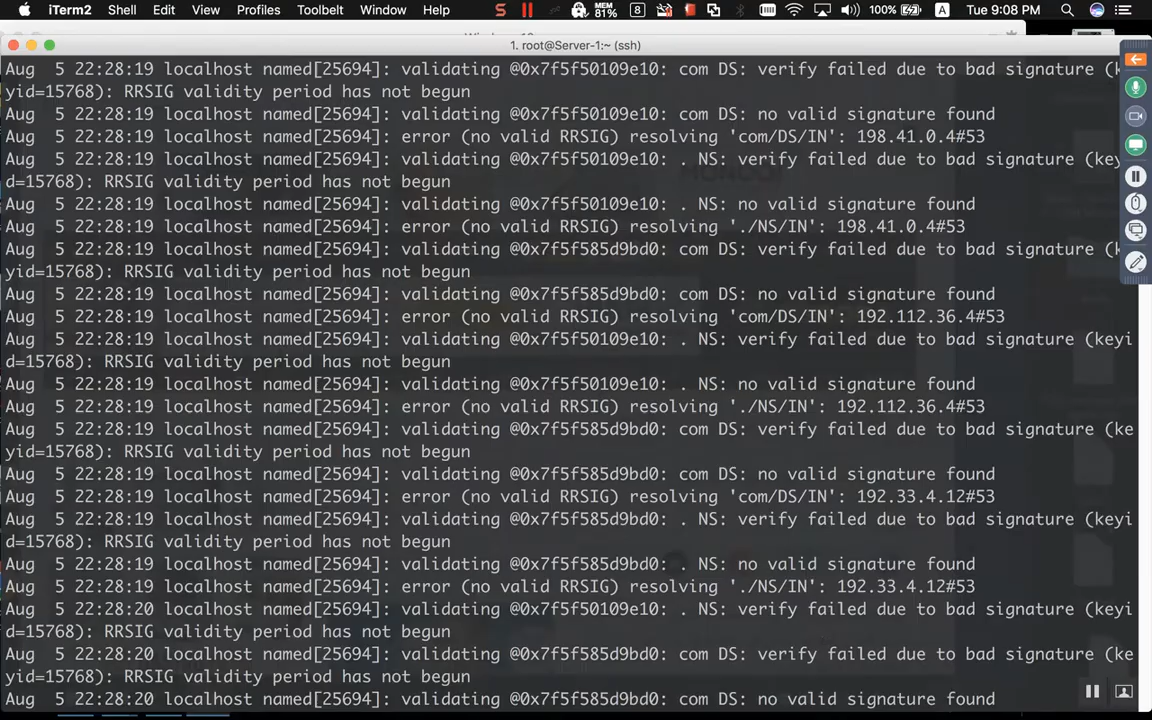 iTerm2 Shell Edit View Profiles Toolbelt Window Help S MEM 81% 8 100% A Tue 9:08 PM
1. root@Server-1:~ (ssh)
Aug  5 22:28:19 localhost named[25694]: validating @0x7f5f50109e10: com DS: verify failed due to bad signature (k
yid=15768): RRSIG validity period has not begun
Aug  5 22:28:19 localhost named[25694]: validating @0x7f5f50109e10: com DS: no valid signature found
Aug  5 22:28:19 localhost named[25694]: error (no valid RRSIG) resolving 'com/DS/IN': 198.41.0.4#53
Aug  5 22:28:19 localhost named[25694]: validating @0x7f5f50109e10: . NS: verify failed due to bad signature (key
d=15768): RRSIG validity period has not begun
Aug  5 22:28:19 localhost named[25694]: validating @0x7f5f50109e10: . NS: no valid signature found
Aug  5 22:28:19 localhost named[25694]: error (no valid RRSIG) resolving './NS/IN': 198.41.0.4#53
Aug  5 22:28:19 localhost named[25694]: validating @0x7f5f585d9bd0: com DS: verify failed due to bad signature (k
yid=15768): RRSIG validity period has not begun
Aug  5 22:28:19 localhost named[25694]: validating @0x7f5f585d9bd0: com DS: no valid signature found
Aug  5 22:28:19 localhost named[25694]: error (no valid RRSIG) resolving 'com/DS/IN': 192.112.36.4#53
Aug  5 22:28:19 localhost named[25694]: validating @0x7f5f50109e10: . NS: verify failed due to bad signature (keyi
d=15768): RRSIG validity period has not begun
Aug  5 22:28:19 localhost named[25694]: validating @0x7f5f50109e10: . NS: no valid signature found
Aug  5 22:28:19 localhost named[25694]: error (no valid RRSIG) resolving './NS/IN': 192.112.36.4#53
Aug  5 22:28:19 localhost named[25694]: validating @0x7f5f585d9bd0: com DS: verify failed due to bad signature (ke
yid=15768): RRSIG validity period has not begun
Aug  5 22:28:19 localhost named[25694]: validating @0x7f5f585d9bd0: com DS: no valid signature found
Aug  5 22:28:19 localhost named[25694]: error (no valid RRSIG) resolving 'com/DS/IN': 192.33.4.12#53
Aug  5 22:28:19 localhost named[25694]: validating @0x7f5f585d9bd0: . NS: verify failed due to bad signature (keyi
d=15768): RRSIG validity period has not begun
Aug  5 22:28:19 localhost named[25694]: validating @0x7f5f585d9bd0: . NS: no valid signature found
Aug  5 22:28:19 localhost named[25694]: error (no valid RRSIG) resolving './NS/IN': 192.33.4.12#53
Aug  5 22:28:20 localhost named[25694]: validating @0x7f5f50109e10: . NS: verify failed due to bad signature (keyi
d=15768): RRSIG validity period has not begun
Aug  5 22:28:20 localhost named[25694]: validating @0x7f5f585d9bd0: com DS: verify failed due to bad signature (ke
yid=15768): RRSIG validity period has not begun
Aug  5 22:28:20 localhost named[25694]: validating @0x7f5f585d9bd0: com DS: no valid signature found